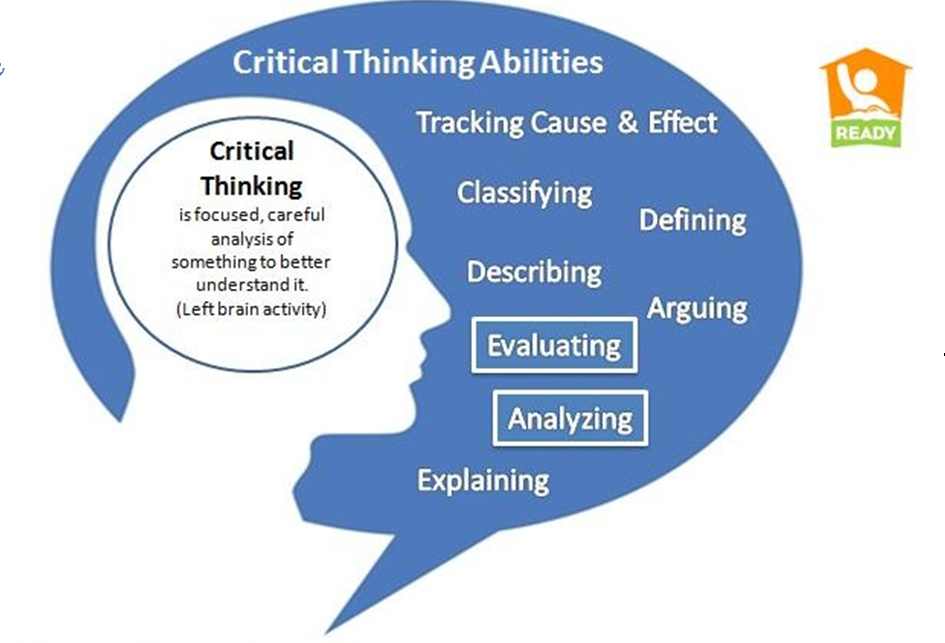 Critical Thinking Abilities
Critical
Thinking
is focused, careful
analysis of
something to better
understand it.
(Left brain activity)
Tracking Cause & Effect
Classifying
Defining
Describing
Arguing
Evaluating
Analyzing
Explaining
READY